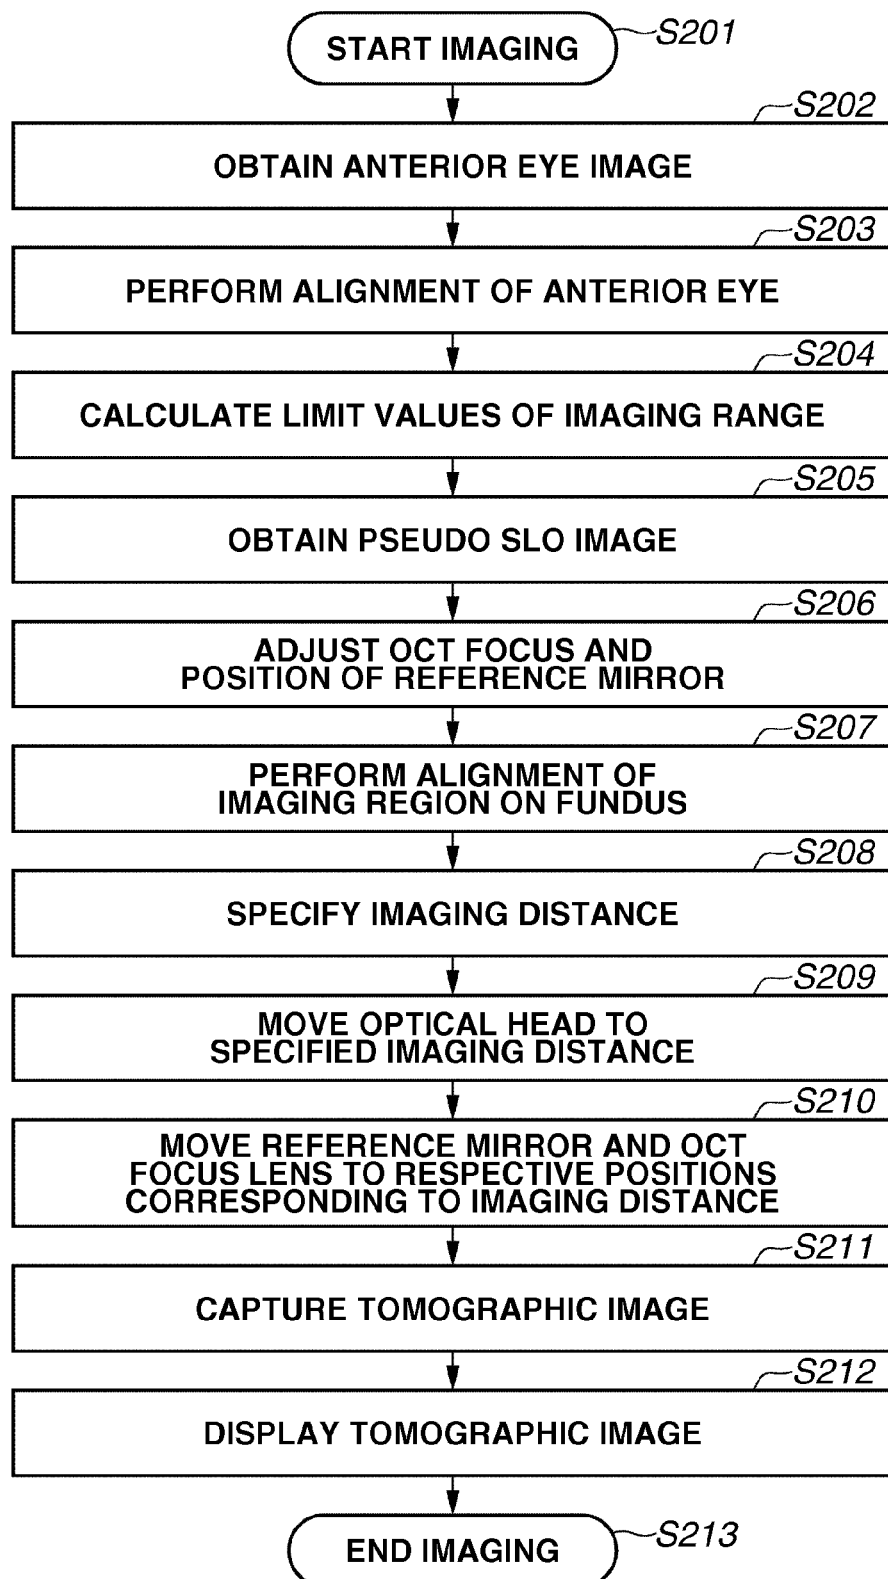 START IMAGING
S201
S202
OBTAIN ANTERIOR EYE IMAGE
S203
PERFORM ALIGNMENT OF ANTERIOR EYE
S204
CALCULATE LIMIT VALUES OF IMAGING RANGE
S205
OBTAIN PSEUDO SLO IMAGE
S206
ADJUST OCT FOCUS AND
POSITION OF REFERENCE MIRROR
S207
PERFORM ALIGNMENT OF
IMAGING REGION ON FUNDUS
S208
SPECIFY IMAGING DISTANCE
S209
MOVE OPTICAL HEAD TO
SPECIFIED IMAGING DISTANCE
S210
MOVE REFERENCE MIRROR AND OCT
FOCUS LENS TO RESPECTIVE POSITIONS
CORRESPONDING TO IMAGING DISTANCE
S211
CAPTURE TOMOGRAPHIC IMAGE
S212
DISPLAY TOMOGRAPHIC IMAGE
END IMAGING
S213